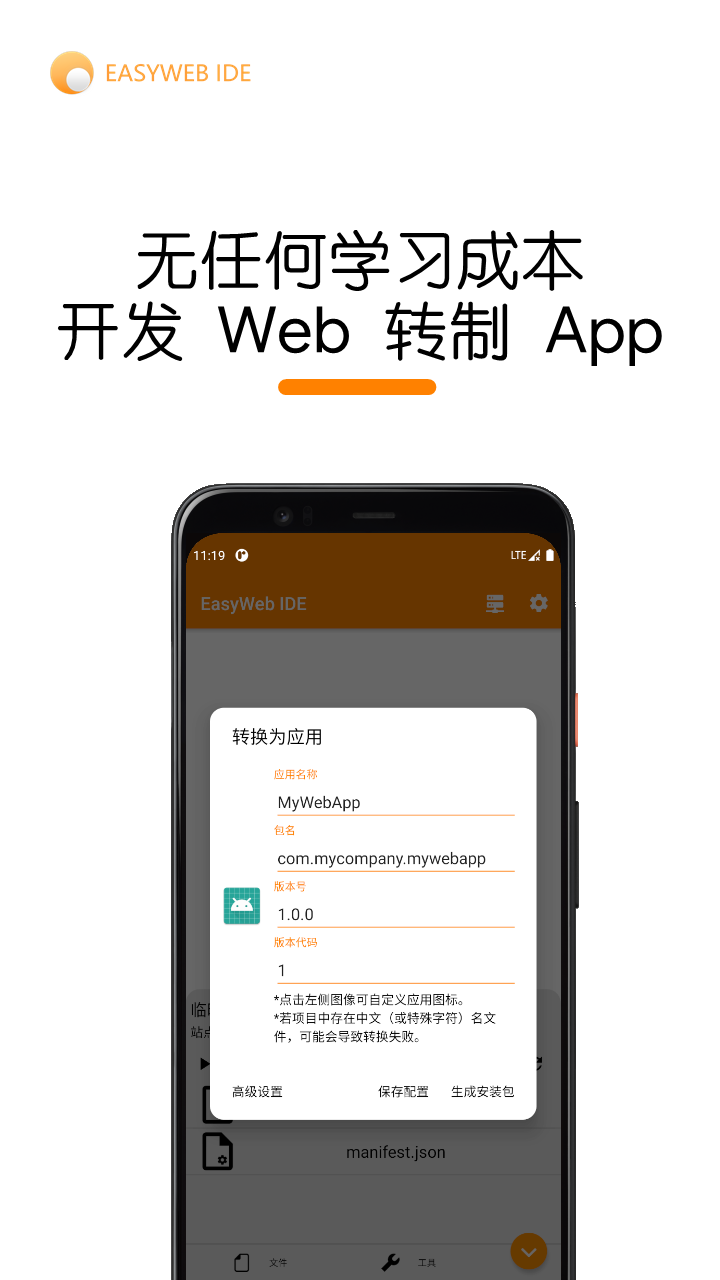 EASYWEB IDE
无任何学习成本
开发 Web 转制 App
11:19
LTE
EasyWeb IDE
转换为应用
应用名称
MyWebApp
包名
com.mycompany.mywebapp
版本号
1.0.0
版本代码
1
*点击左侧图像可自定义应用图标。
*若项目中存在中文（或特殊字符）名文
件，可能会导致转换失败。
高级设置 保存配置 生成安装包
manifest.json
文件 工具